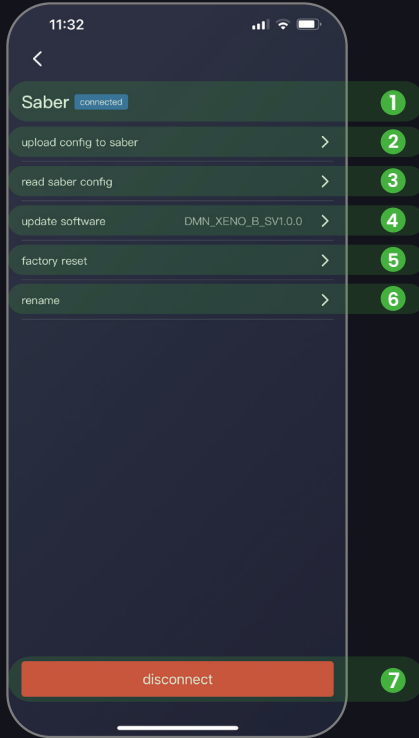 11:32
Saber connected 1
upload config to saber 2
read saber config 3
update software DMN_XENO_B_SV1.0.0 4
factory reset 5
rename 6
disconnect 7